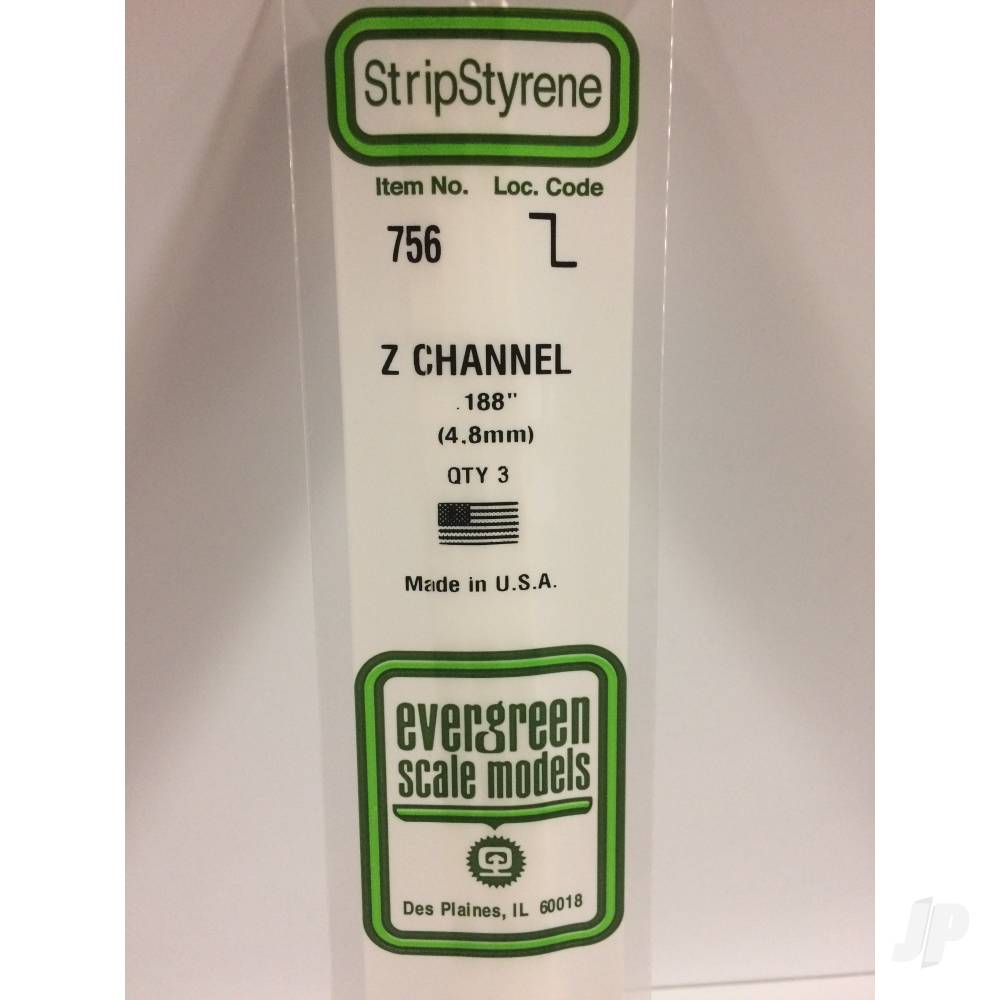 StripStyrene
Item No. Loc. Code
756
Z CHANNEL
.188"
(4.8mm)
QTY 3
Made in U.S.A.
evergreen
scale models
Des Plaines, IL 60018
JP